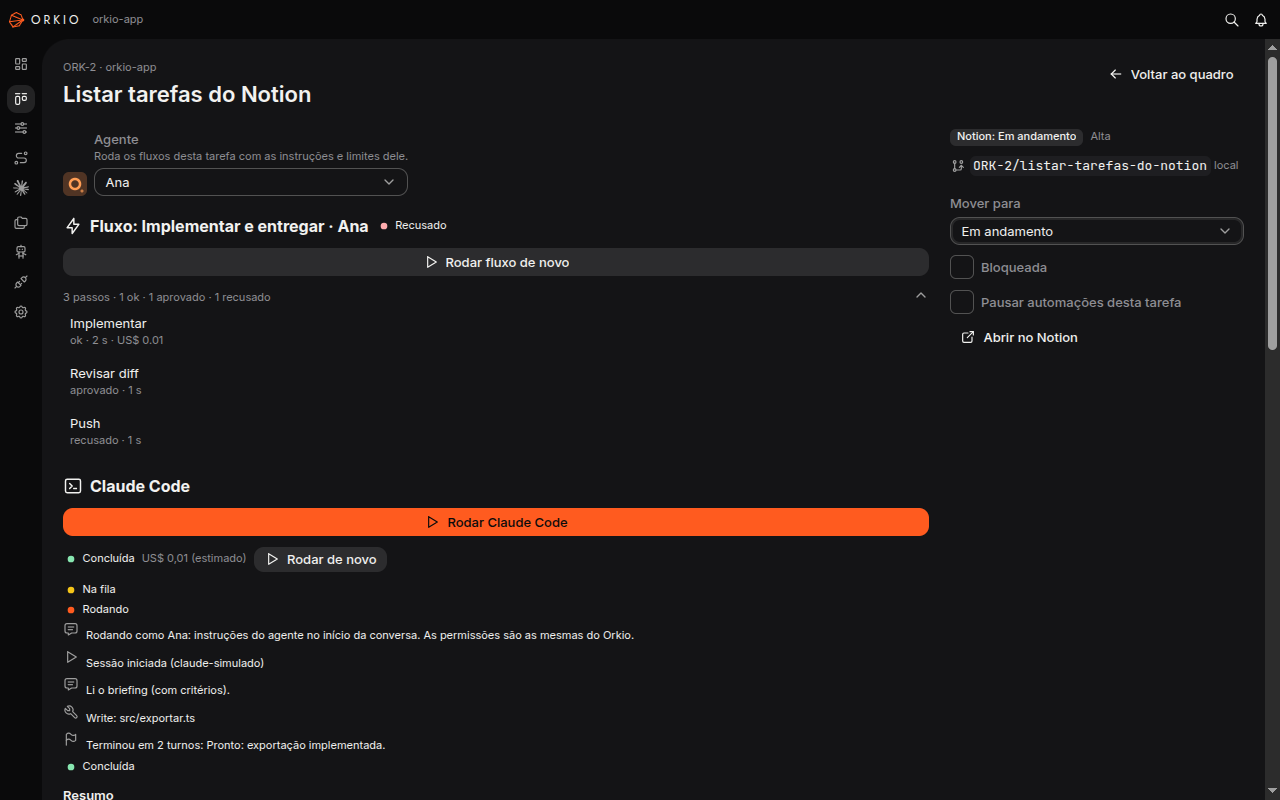 ORKIO orkio-app
ORK-2 · orkio-app
Listar tarefas do Notion
Voltar ao quadro
Agente
Roda os fluxos desta tarefa com as instruções e limites dele.
Ana
Notion: Em andamento Alta
ORK-2/listar-tarefas-do-notion local
Mover para
Em andamento
Bloqueada
Pausar automações desta tarefa
Abrir no Notion
Fluxo: Implementar e entregar · Ana Recusado
Rodar fluxo de novo
3 passos · 1 ok · 1 aprovado · 1 recusado
Implementar
ok · 2 s · US$ 0.01
Revisar diff
aprovado · 1 s
Push
recusado · 1 s
Claude Code
Rodar Claude Code
Concluída US$ 0,01 (estimado) Rodar de novo
Na fila
Rodando
Rodando como Ana: instruções do agente no início da conversa. As permissões são as mesmas do Orkio.
Sessão iniciada (claude-simulado)
Li o briefing (com critérios).
Write: src/exportar.ts
Terminou em 2 turnos: Pronto: exportação implementada.
Concluída
Resumo